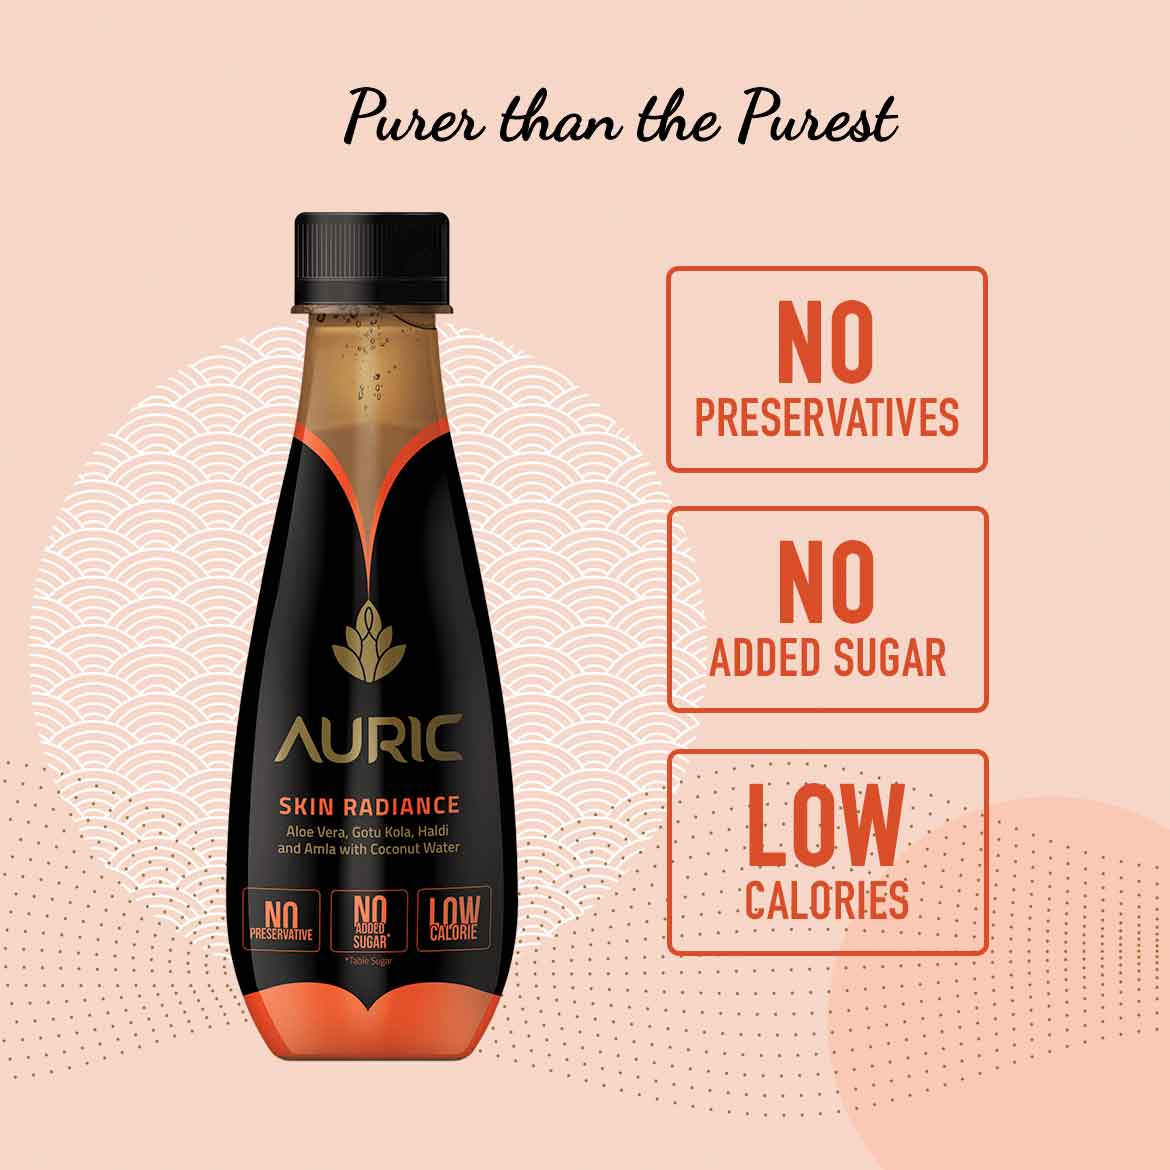 Purer than the Purest
NO
PRESERVATIVES
NO
ADDED SUGAR
LOW
CALORIES
AURIC
SKIN RADIANCE
Aloe Vera, Gotu Kola, Haldi
and Amla with Coconut Water
NO
PRESERVATIVE
NO
ADDED
SUGAR*
LOW
CALORIE
*Table Sugar